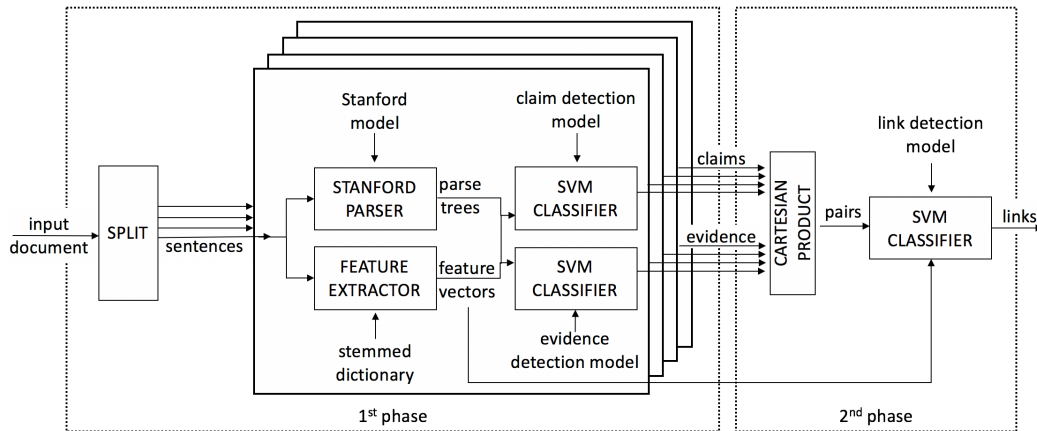 input
document
SPLIT
sentences
Stanford
model
STANFORD
PARSER
parse
trees
claim detection
model
SVM
CLASSIFIER
FEATURE
EXTRACTOR
feature
vectors
stemmed
dictionary
SVM
CLASSIFIER
evidence
detection model
1st phase
claims
evidence
CARTESIAN
PRODUCT
pairs
link detection
model
SVM
CLASSIFIER
links
2nd phase